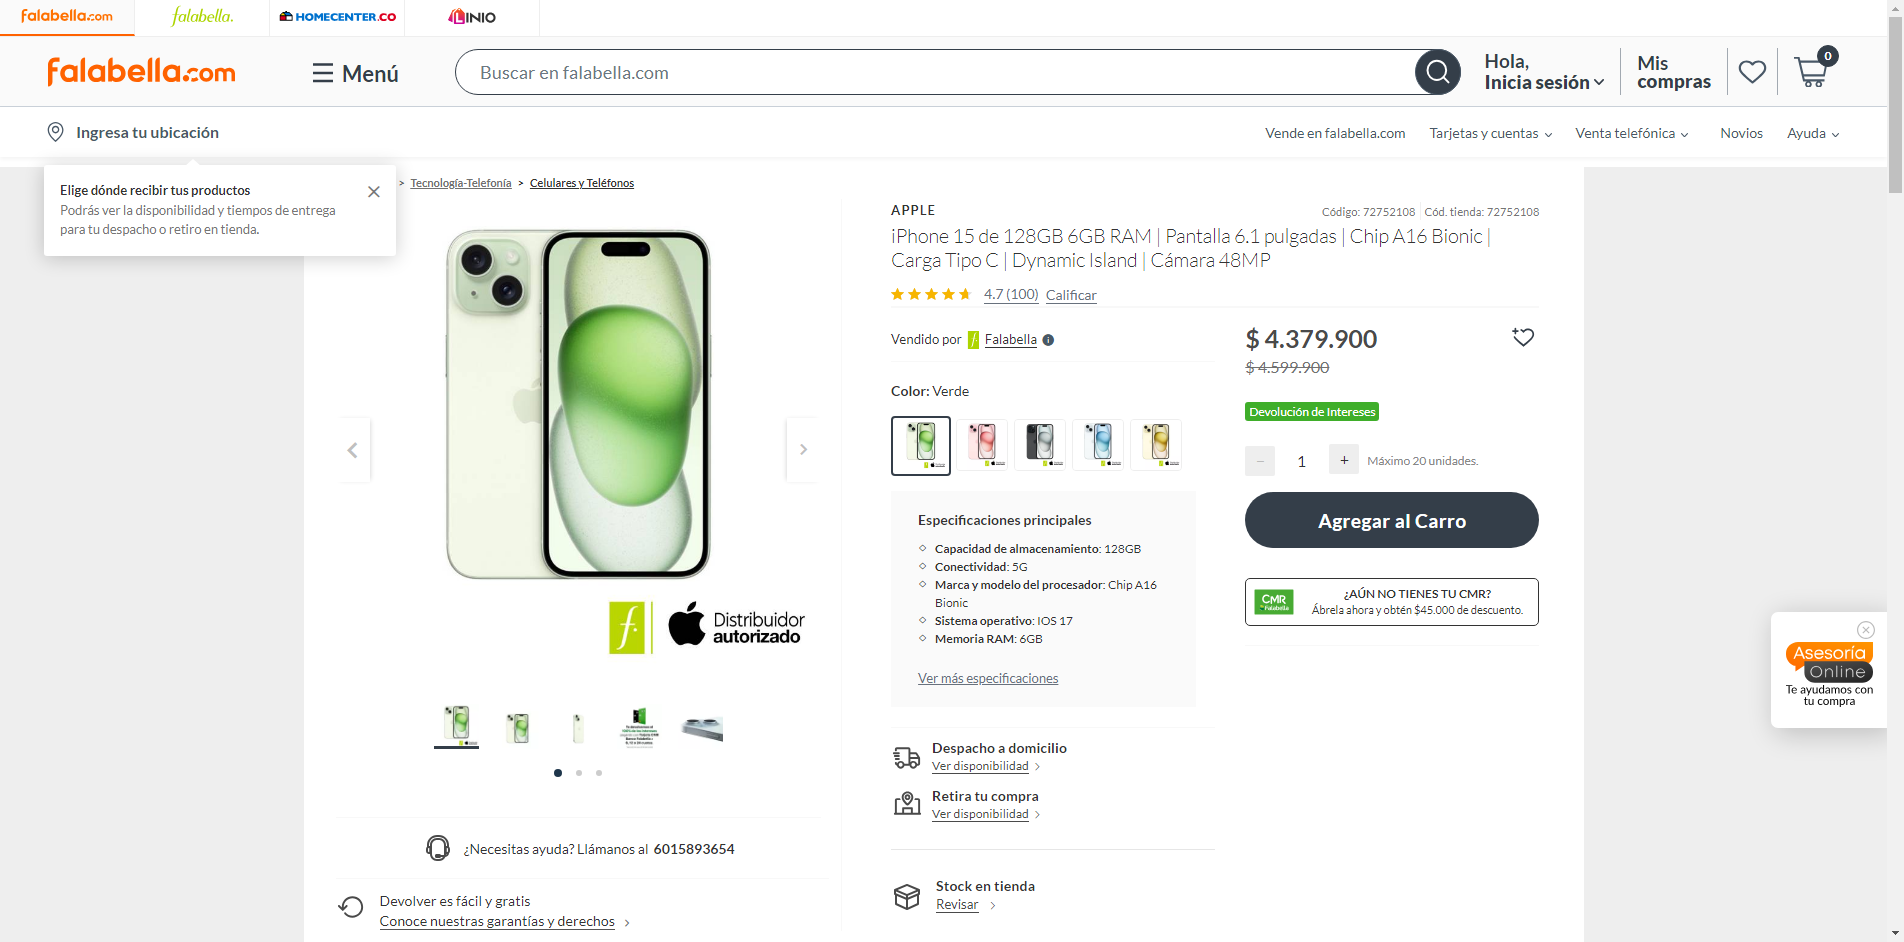 falabella.com
falabella.
HOMECENTER.CO
LINIO
falabella.com
Menú
Buscar en falabella.com
Hola,
Inicia sesión
Mis
compras
0
Ingresa tu ubicación
Vende en falabella.com
Tarjetas y cuentas
Venta telefónica
Novios
Ayuda
Elige dónde recibir tus productos
Podrás ver la disponibilidad y tiempos de entrega
para tu despacho o retiro en tienda.
> Tecnología-Telefonía > Celulares y Teléfonos
APPLE
Código: 72752108 Cód. tienda: 72752108
iPhone 15 de 128GB 6GB RAM | Pantalla 6.1 pulgadas | Chip A16 Bionic |
Carga Tipo C | Dynamic Island | Cámara 48MP
4.7 (100) Calificar
Vendido por f. Falabella
$ 4.379.900
$ 4.599.900
Color: Verde
Devolución de Intereses
− 1 + Máximo 20 unidades.
Agregar al Carro
Especificaciones principales
Capacidad de almacenamiento: 128GB
Conectividad: 5G
Marca y modelo del procesador: Chip A16
Bionic
Sistema operativo: IOS 17
Memoria RAM: 6GB
Ver más especificaciones
CMR
Falabella
¿AÚN NO TIENES TU CMR?
Ábrela ahora y obtén $45.000 de descuento.
f.
Distribuidor
autorizado
Asesoría
Online
Te ayudamos con
tu compra
Despacho a domicilio
Ver disponibilidad
Retira tu compra
Ver disponibilidad
¿Necesitas ayuda? Llámanos al 6015893654
Stock en tienda
Revisar
Devolver es fácil y gratis
Conoce nuestras garantías y derechos